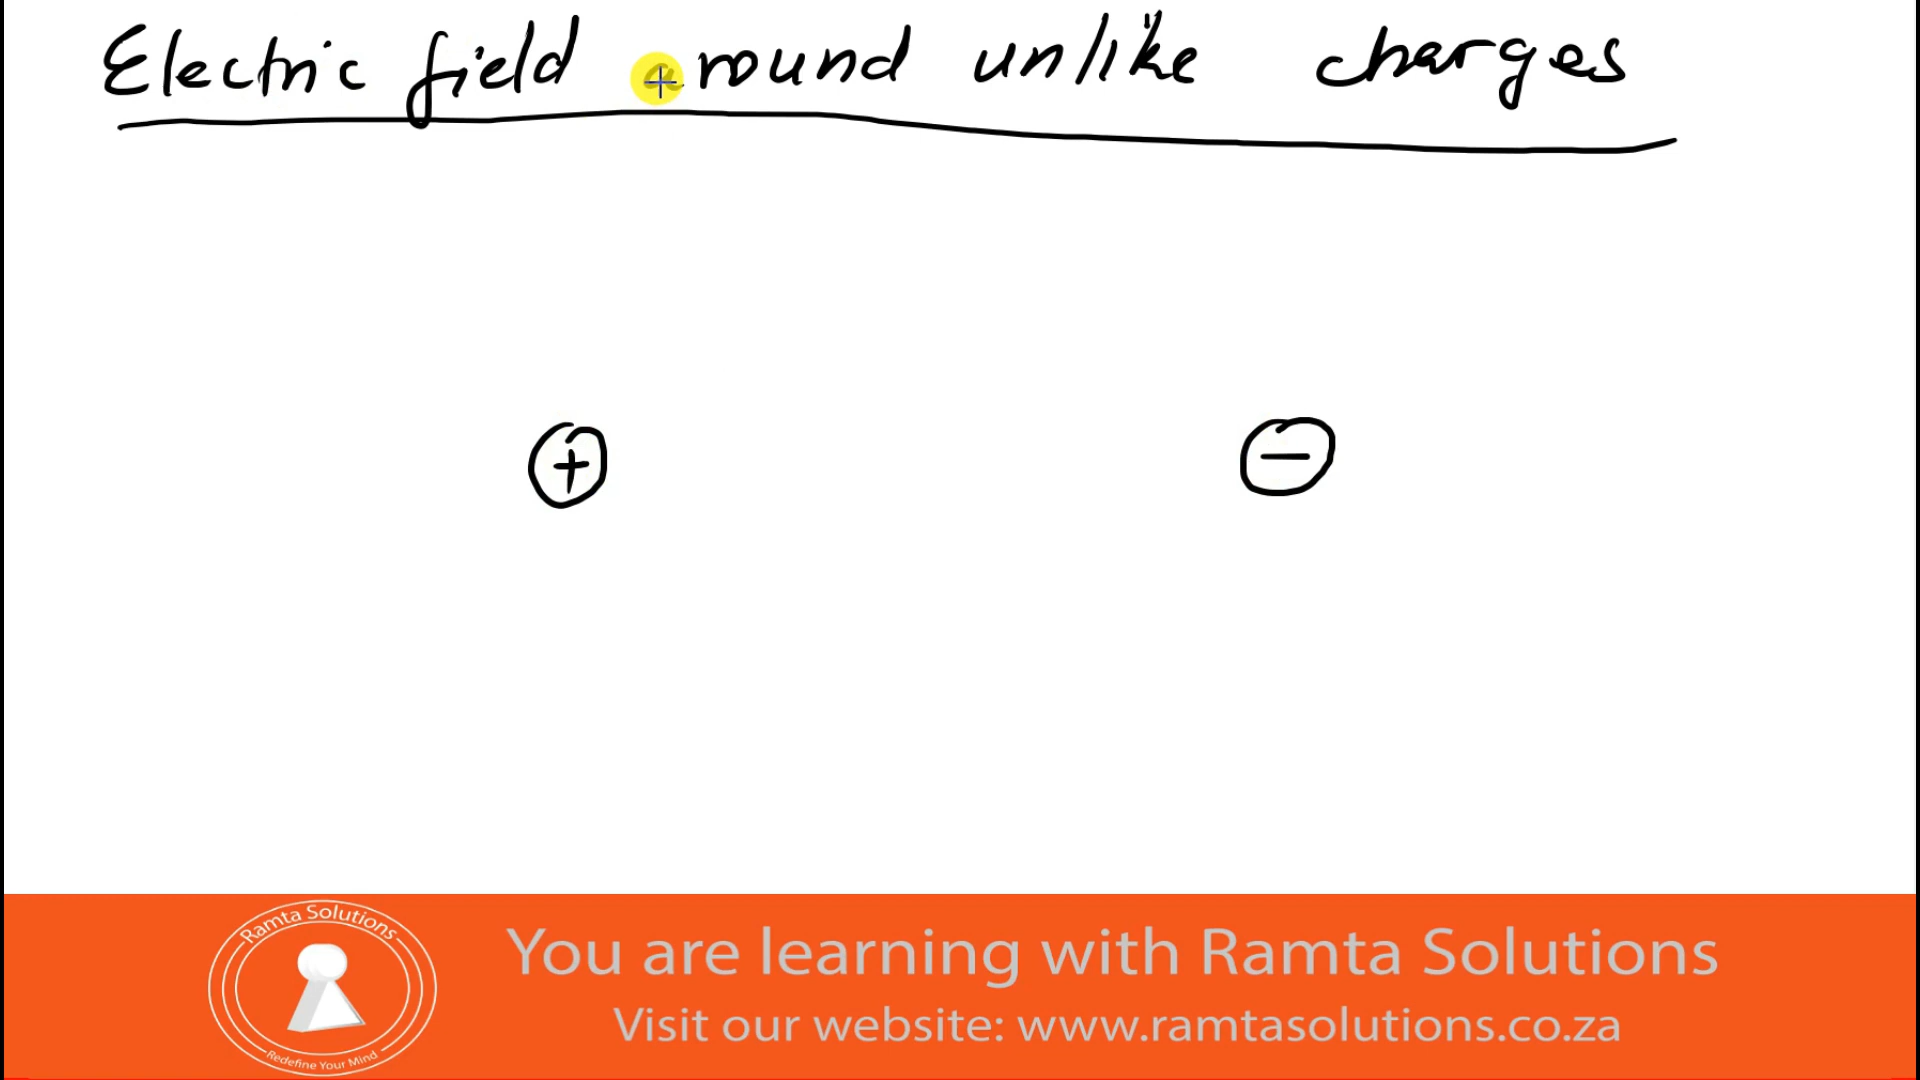 Electric field around unlike charges
+
−
Ramta Solutions
You are learning with Ramta Solutions
Visit our website: www.ramtasolutions.co.za
Redefine Your Mind